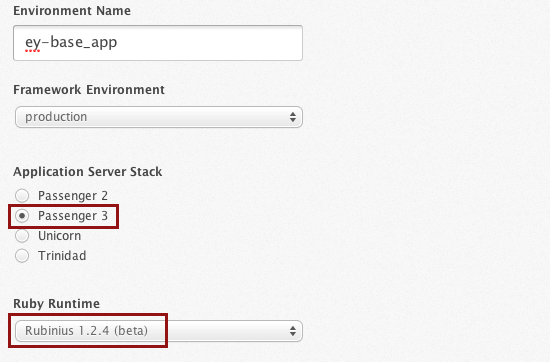 Environment Name
ey-base_app
Framework Environment
production
Application Server Stack
Passenger 2
Passenger 3
Unicorn
Trinidad
Ruby Runtime
Rubinius 1.2.4 (beta)